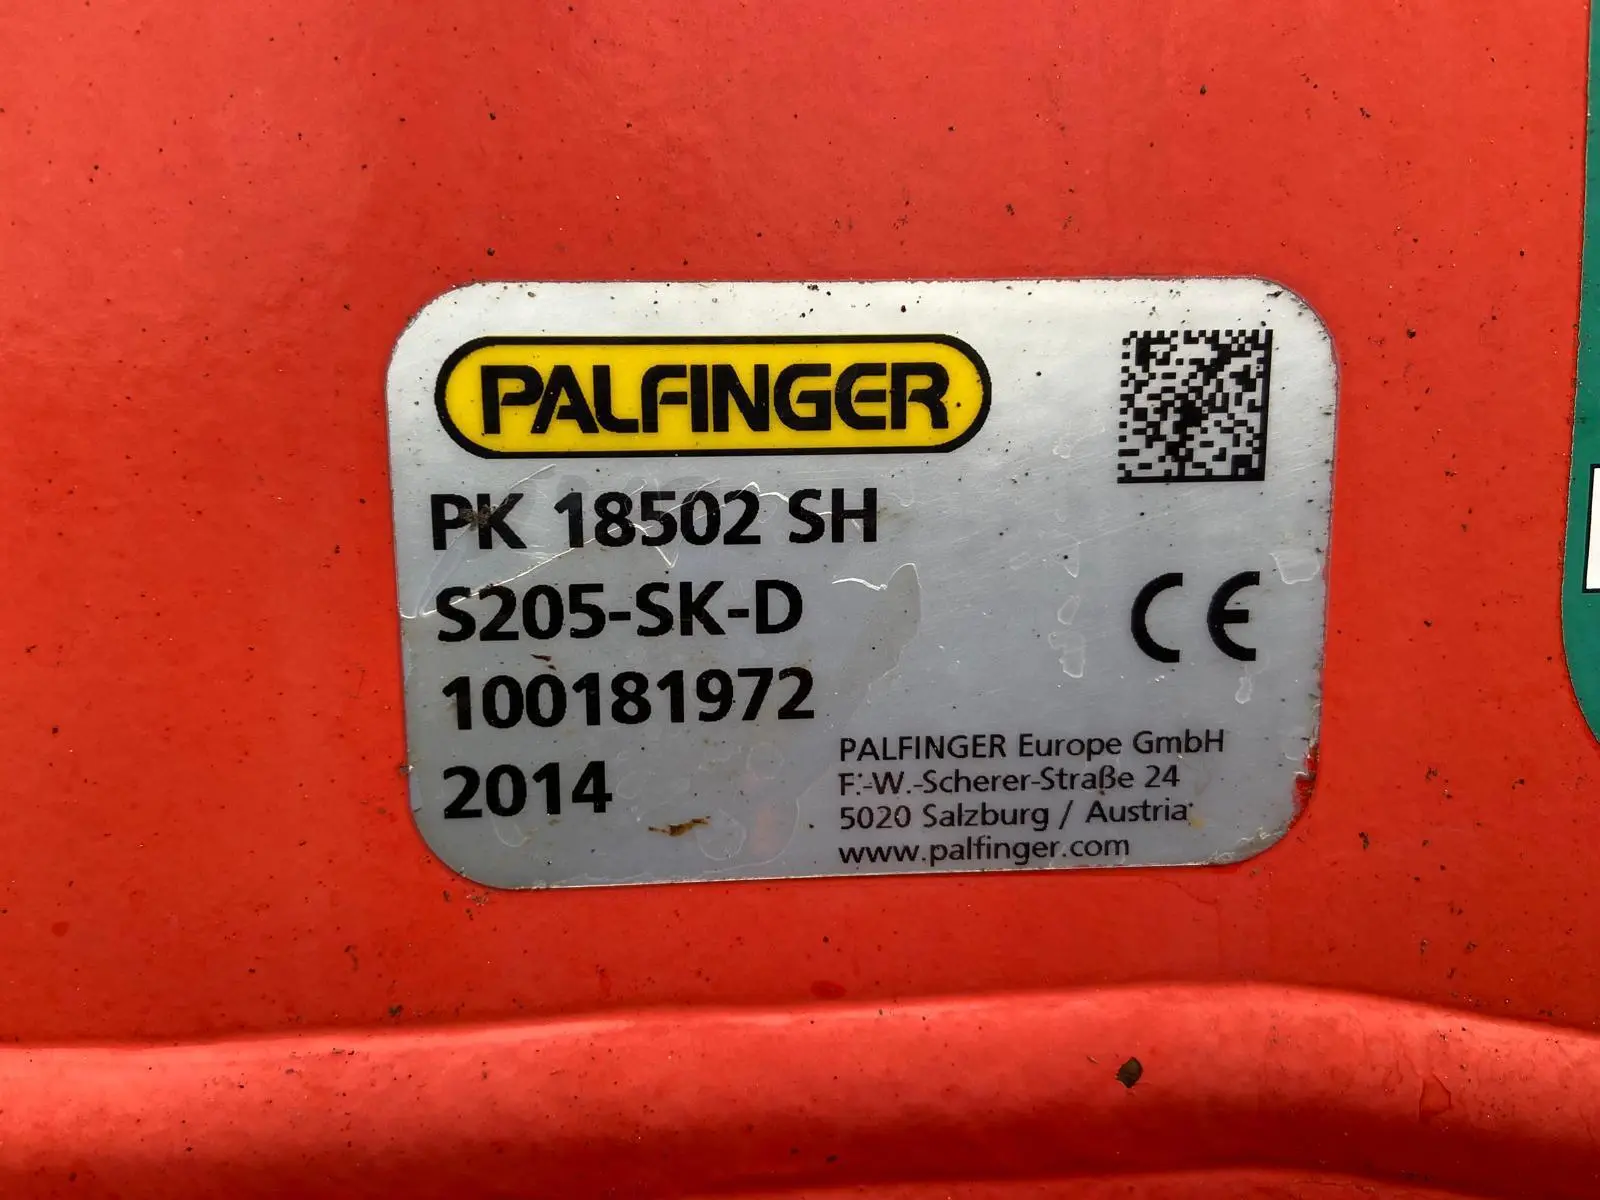 PALFINGER
PK 18502 SH
S205-SK-D
100181972
2014
CE
PALFINGER Europe GmbH
F.-W.-Scherer-Straße 24
5020 Salzburg / Austria
www.palfinger.com